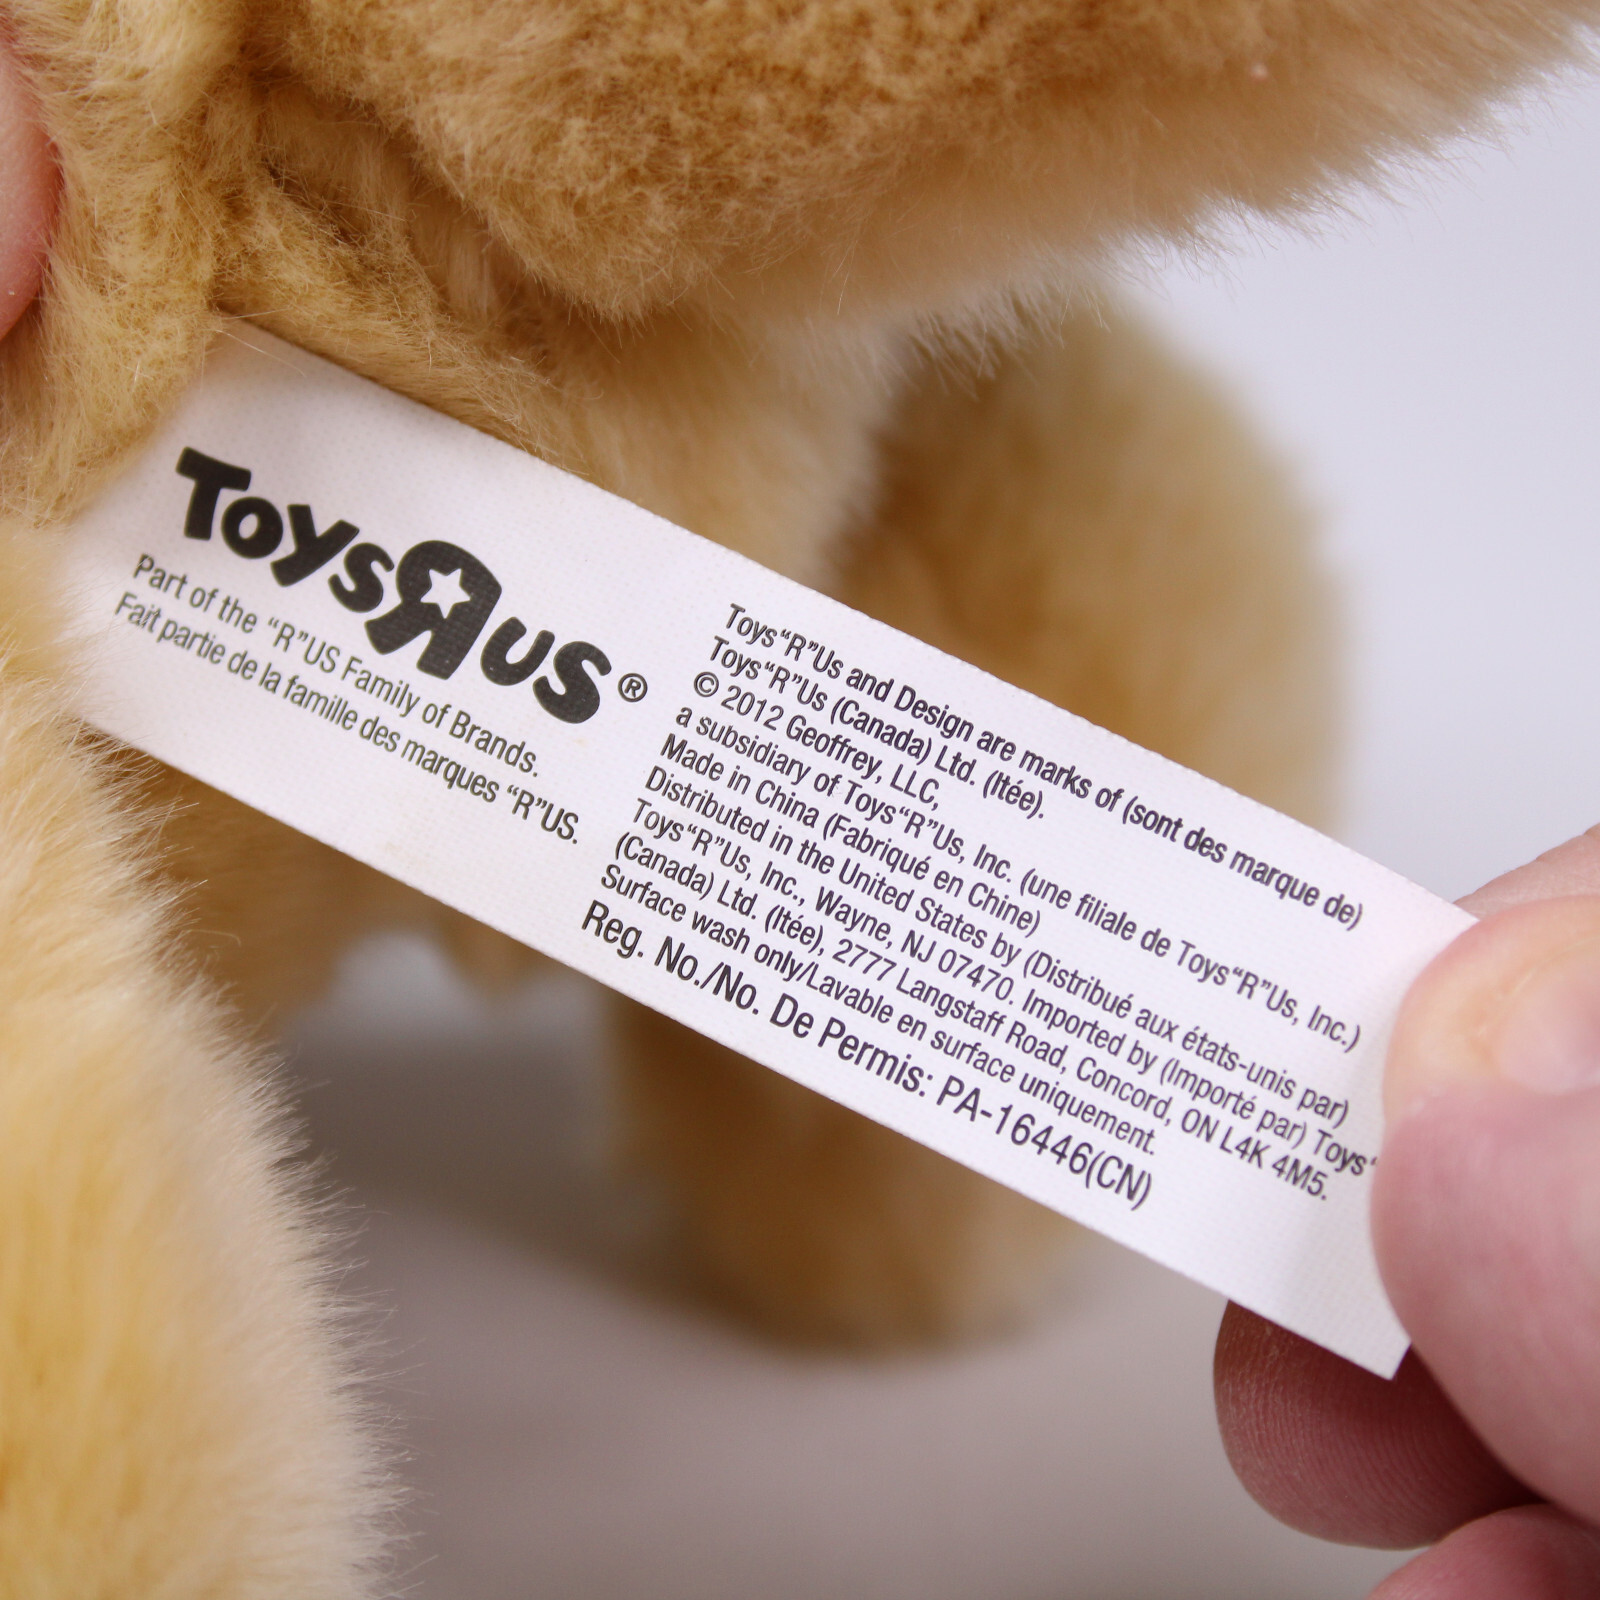 ToysRus®
Part of the “R”US Family of Brands.
Fait partie de la famille des marques “R”US.
Toys“R”Us and Design are marks of (sont des marque de)
Toys“R”Us (Canada) Ltd. (ltée).
© 2012 Geoffrey, LLC,
a subsidiary of Toys“R”Us, Inc. (une filiale de Toys“R”Us, Inc.)
Made in China (Fabriqué en Chine)
Distributed in the United States by (Distribué aux états-unis par)
Toys“R”Us, Inc., Wayne, NJ 07470. Imported by (Importé par) Toys“
(Canada) Ltd. (ltée), 2777 Langstaff Road, Concord, ON L4K 4M5.
Surface wash only/Lavable en surface uniquement.
Reg. No./No. De Permis: PA-16446(CN)